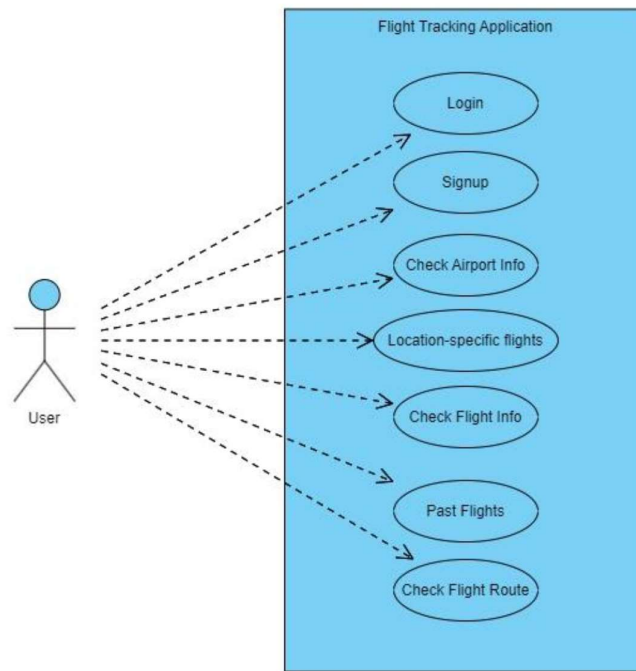 Flight Tracking Application
Login
Signup
Check Airport Info
Location-specific flights
Check Flight Info
User
Past Flights
Check Flight Route